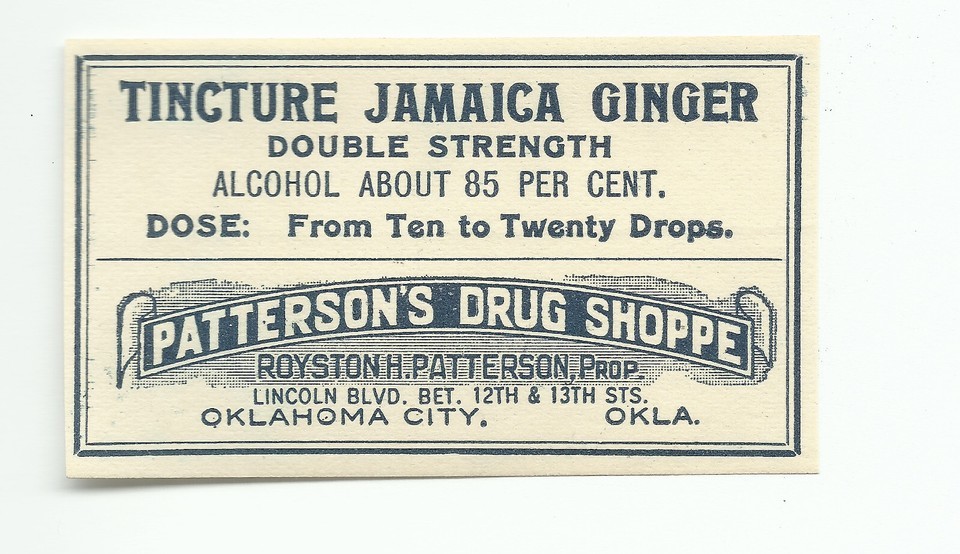 TINCTURE JAMAICA GINGER
DOUBLE STRENGTH
ALCOHOL ABOUT 85 PER CENT.
DOSE: From Ten to Twenty Drops.
PATTERSON'S DRUG SHOPPE
ROYSTON H. PATTERSON, PROP.
LINCOLN BLVD. BET. 12TH & 13TH STS.
OKLAHOMA CITY. OKLA.